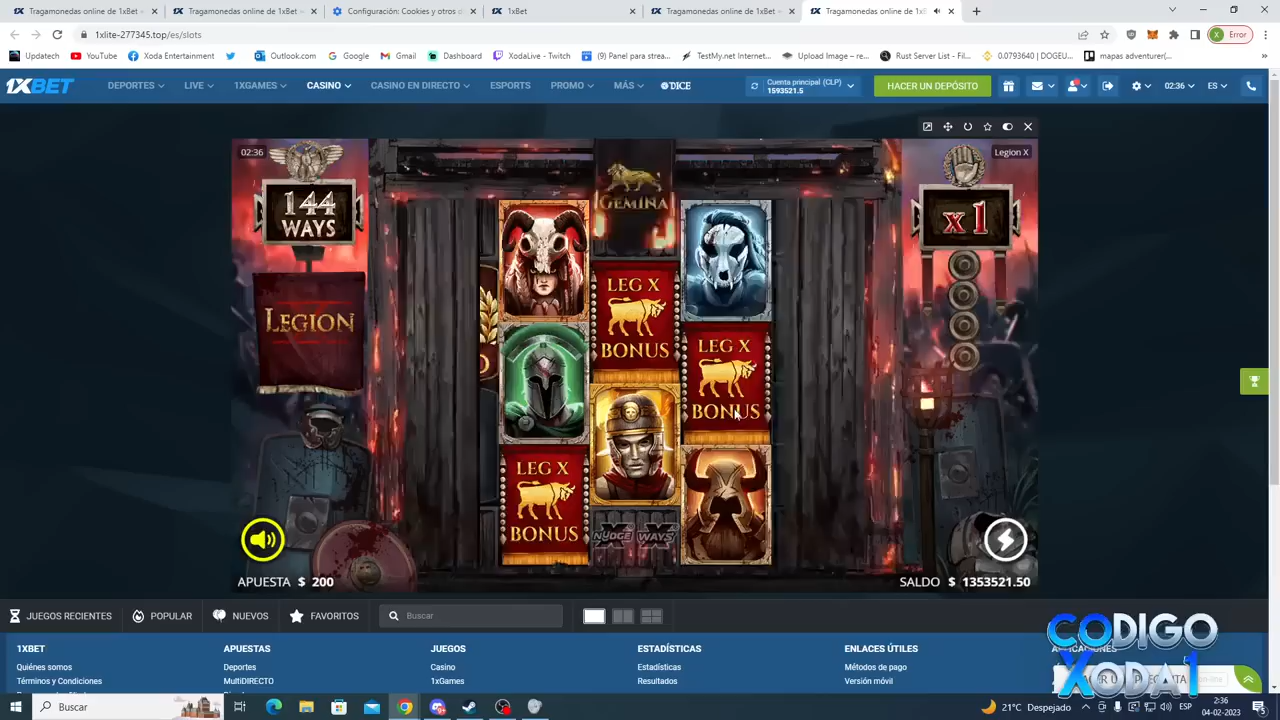 Tragamonedas online de 1XBet
Tragamonedas online de 1XBet
Configuración: Cookies y otros d
1xBet
Tragamonedas online de 1XBet
Tragamonedas online de 1xB
1xlite-277345.top/es/slots
Error
Updatech
YouTube
Xoda Entertainment
Outlook.com
Google
Gmail
Dashboard
XodaLive - Twitch
(9) Panel para strea...
TestMy.net Internet...
Upload Image – re...
Rust Server List - Fil...
0.0793640 | DOGEU...
mapas adventurer(...
1XBET
DEPORTES
LIVE
1XGAMES
CASINO
CASINO EN DIRECTO
ESPORTS
PROMO
MÁS
DICE
Cuenta principal (CLP)
1593521.5
HACER UN DEPÓSITO
02:36
ES
02:36
Legion X
144
WAYS
GEMINA
x1
LEGION
LEG X
BONUS
LEG X
BONUS
LEG X
BONUS
NUDGE WAYS
APUESTA $ 200
SALDO $ 1353521.50
JUEGOS RECIENTES
POPULAR
NUEVOS
FAVORITOS
Buscar
1XBET
APUESTAS
JUEGOS
ESTADÍSTICAS
ENLACES ÚTILES
Quiénes somos
Deportes
Casino
Estadísticas
Métodos de pago
Términos y Condiciones
MultiDIRECTO
1xGames
Resultados
Versión móvil
CODIGO
XODA1
Buscar
21°C Despejado
ESP
2:36
04-02-2023